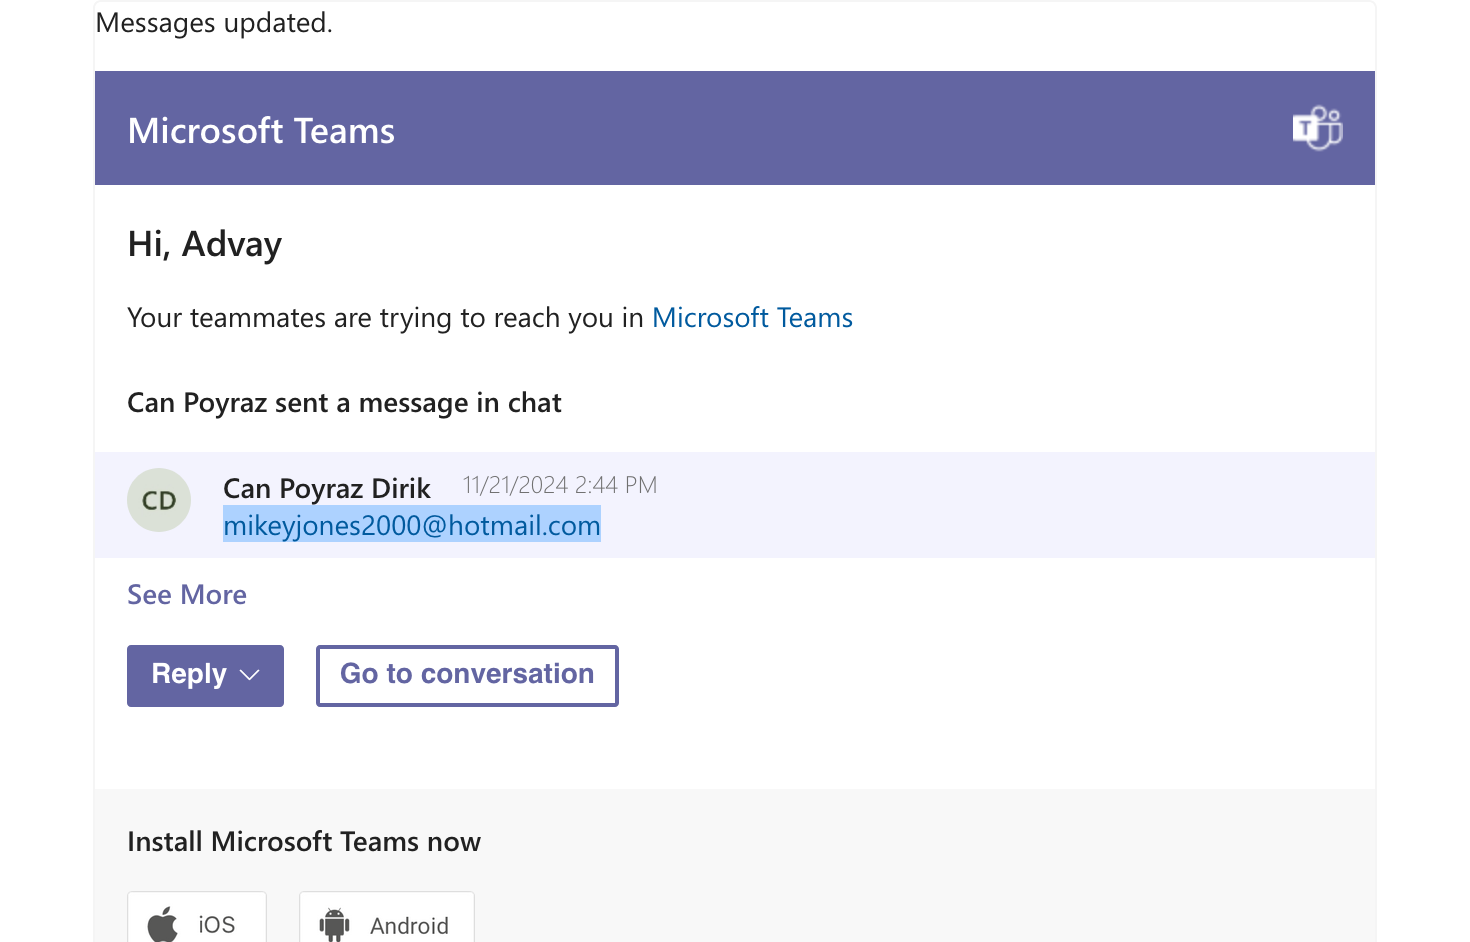 Messages updated.
Microsoft Teams
T
Hi, Advay
Your teammates are trying to reach you in Microsoft Teams
Can Poyraz sent a message in chat
CD
Can Poyraz Dirik 11/21/2024 2:44 PM
mikeyjones2000@hotmail.com
See More
Reply
Go to conversation
Install Microsoft Teams now
iOS
Android